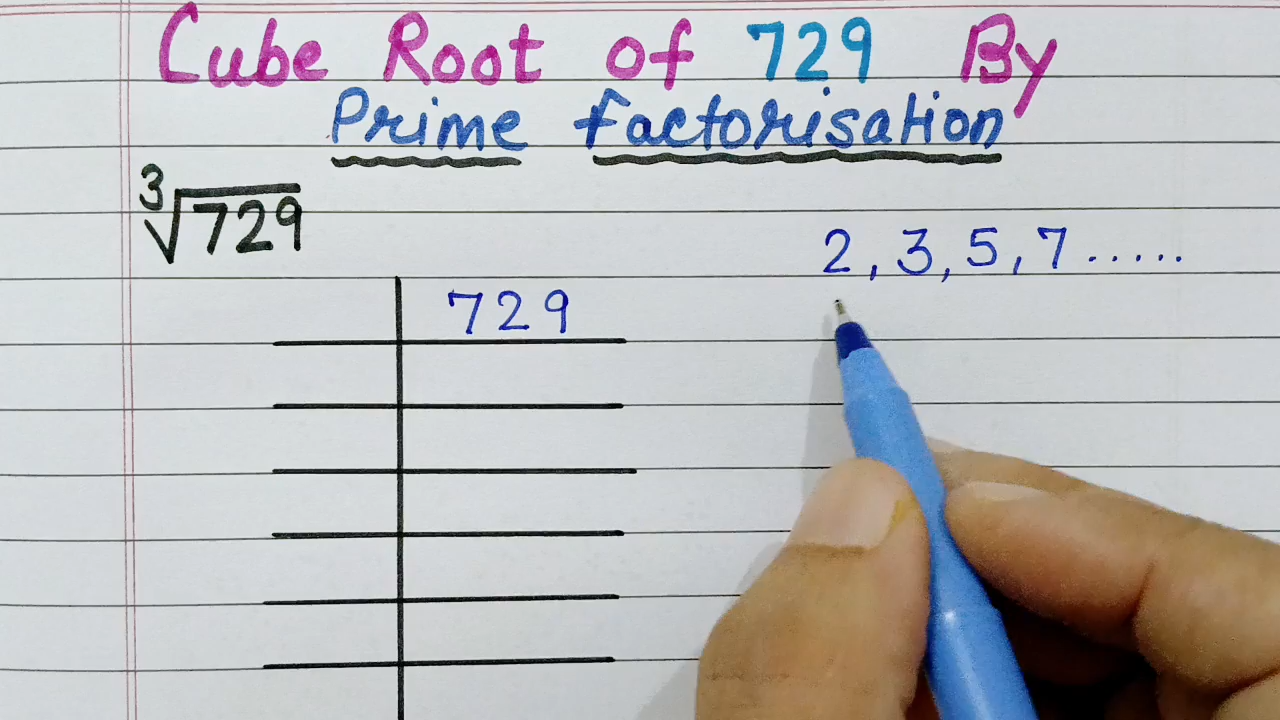 Cube Root of 729 By
Prime factorisation
∛729
2, 3, 5, 7.....
729